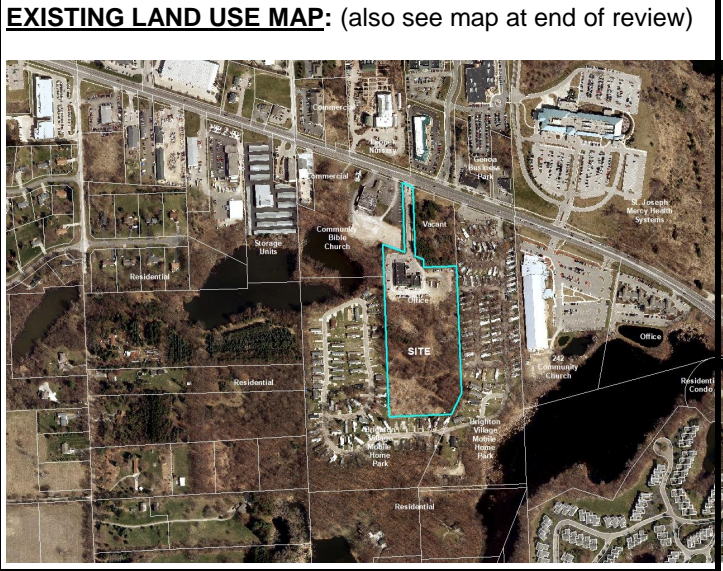 EXISTING LAND USE MAP: (also see map at end of review)
Commercial
Nursery
Genoa
Business
Park
St. Joseph
Mercy Health
Systems
Commercial
Vacant
Community
Bible
Church
Storage
Units
Residential
Office
Office
SITE
242
Community
Church
Residential
Residenti
Condo
Brighton
Village
Mobile
Home
Park
Brighton
Village
Mobile
Home
Park
Residential